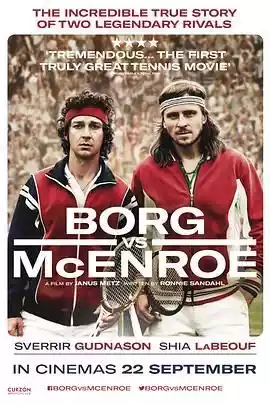 THE INCREDIBLE TRUE STORY
OF TWO LEGENDARY RIVALS
★★★★
'TREMENDOUS... THE FIRST
TRULY GREAT TENNIS MOVIE'
BORG
VS
McENROE
A FILM BY JANUS METZ WRITTEN BY RONNIE SANDAHL
SVERRIR GUDNASON SHIA LaBEOUF
IN CINEMAS 22 SEPTEMBER
CURZON
BORGVSMCENROE BORGVSMCENROE